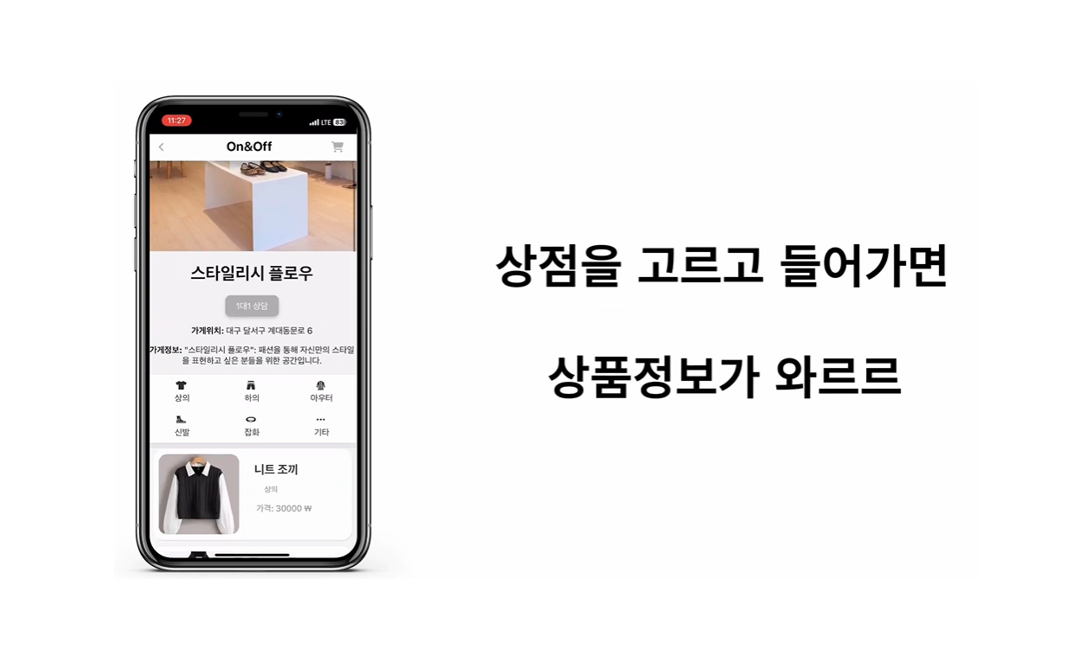 11:27
LTE 83
On&Off
스타일리시 플로우
1대1 상담
가게위치: 대구 달서구 계대동문로 6
가게정보: "스타일리시 플로우": 패션을 통해 자신만의 스타일
을 표현하고 싶은 분들을 위한 공간입니다.
상의 하의 아우터
신발 잡화 기타
니트 조끼
상의
가격: 30000 ₩
상점을 고르고 들어가면
상품정보가 와르르